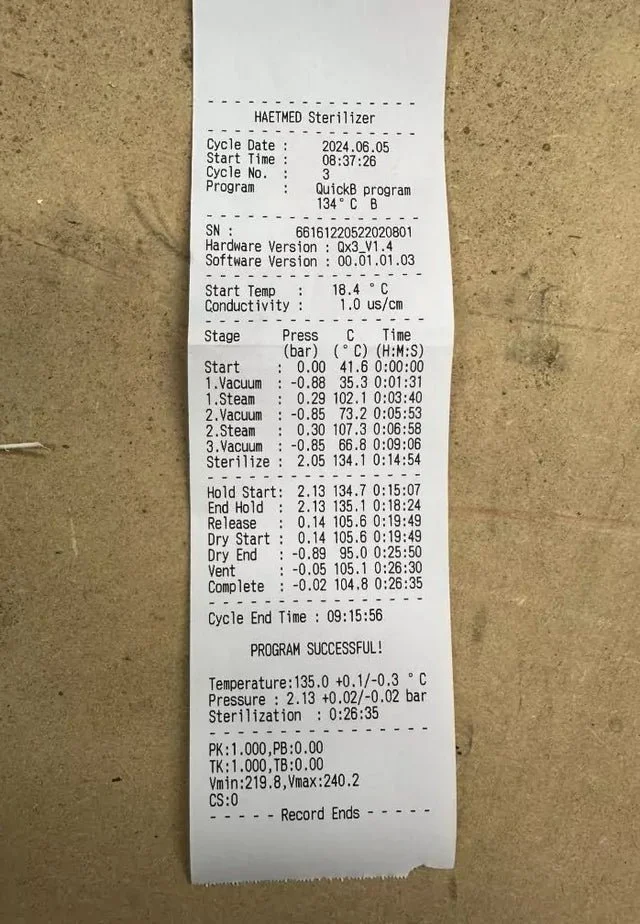 - - - - - - - - - - - - - - -
HAETMED Sterilizer
- - - - - - - - - - - - - - -
Cycle Date : 2024.06.05
Start Time : 08:37:26
Cycle No. : 3
Program : QuickB program
134°C B
- - - - - - - - - - - - - - -
SN : 66161220522020801
Hardware Version : Qx3_V1.4
Software Version : 00.01.01.03
- - - - - - - - - - - - - - -
Start Temp : 18.4 °C
Conductivity : 1.0 us/cm
- - - - - - - - - - - - - - -
Stage Press C Time
(bar) (°C) (H:M:S)
Start : 0.00 41.6 0:00:00
1.Vacuum : -0.88 35.3 0:01:31
1.Steam : 0.29 102.1 0:03:40
2.Vacuum : -0.85 73.2 0:05:53
2.Steam : 0.30 107.3 0:06:58
3.Vacuum : -0.85 66.8 0:09:06
Sterilize : 2.05 134.1 0:14:54
- - - - - - - - - - - - - - -
Hold Start: 2.13 134.7 0:15:07
End Hold : 2.13 135.1 0:18:24
Release : 0.14 105.6 0:19:49
Dry Start : 0.14 105.6 0:19:49
Dry End : -0.89 95.0 0:25:50
Vent : -0.05 105.1 0:26:30
Complete : -0.02 104.8 0:26:35
- - - - - - - - - - - - - - -
Cycle End Time : 09:15:56
PROGRAM SUCCESSFUL!
Temperature:135.0 +0.1/-0.3 °C
Pressure : 2.13 +0.02/-0.02 bar
Sterilization : 0:26:35
- - - - - - - - - - - - - - -
PK:1.000,PB:0.00
TK:1.000,TB:0.00
Vmin:219.8,Vmax:240.2
CS:0
- - - - - Record Ends - - - - -